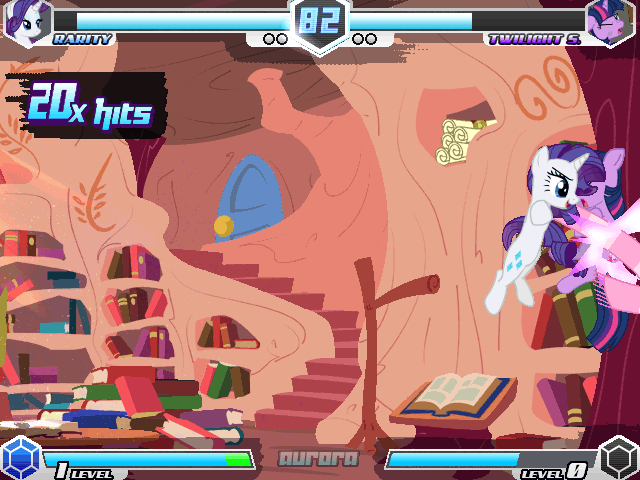 82
RARITY
TWILIGHT S.
20x hits
1 LEVEL
aurora
LEVEL 0